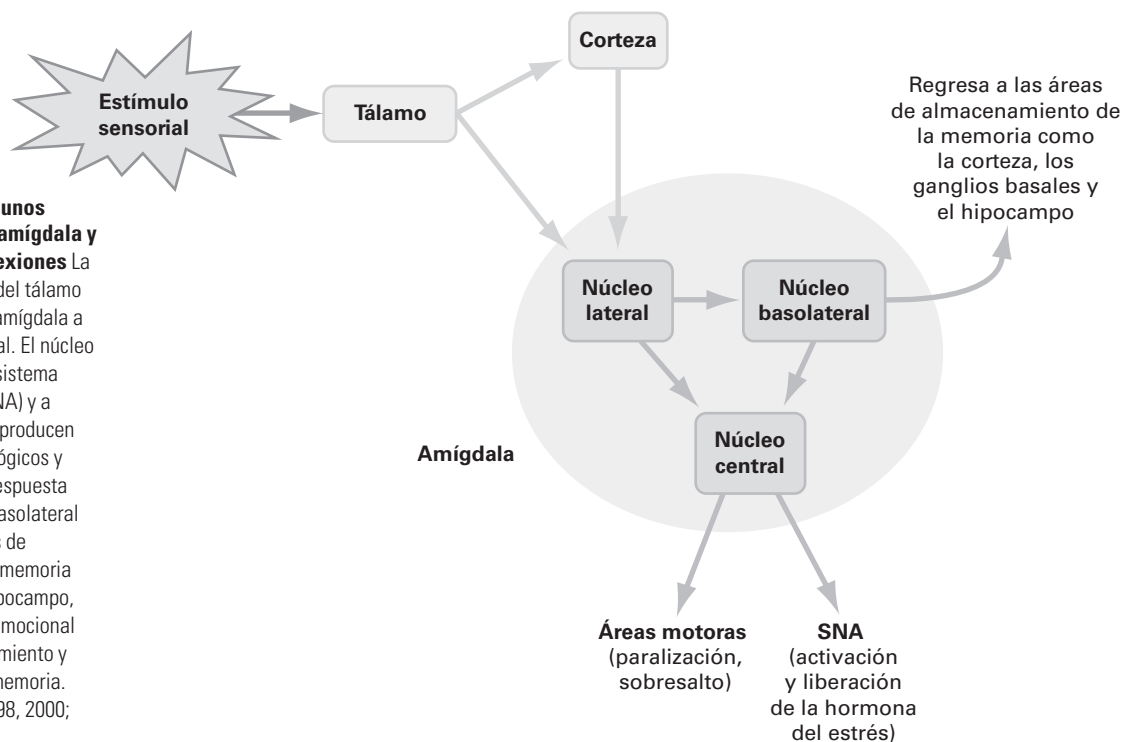 Corteza
Estímulo
sensorial
Tálamo
Regresa a las áreas
de almacenamiento de
la memoria como
la corteza, los
ganglios basales y
el hipocampo
unos
amígdala y
exiones La
del tálamo
amígdala a
al. El núcleo
sistema
NA) y a
producen
ógicos y
espuesta
asolateral
s de
memoria
pocampo,
emocional
miento y
memoria.
98, 2000;
Núcleo
lateral
Núcleo
basolateral
Núcleo
central
Amígdala
Áreas motoras
(paralización,
sobresalto)
SNA
(activación
y liberación
de la hormona
del estrés)